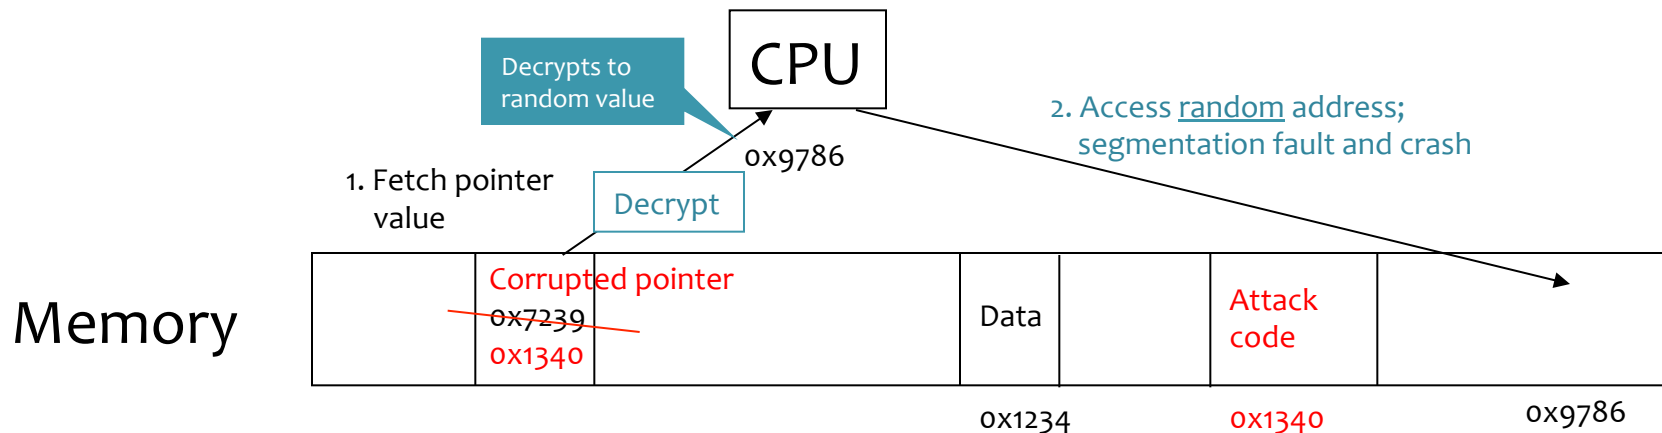 CPU
Decrypts to
random value
2. Access random address;
segmentation fault and crash
0x9786
1. Fetch pointer
value
Decrypt
Memory
Corrupted pointer
0x7239
0x1340
Data
Attack
code
0x1234
0x1340
0x9786